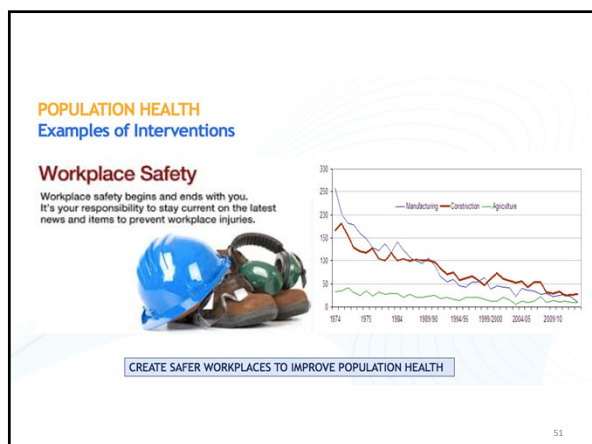 POPULATION HEALTH
Examples of Interventions
Workplace Safety
Workplace safety begins and ends with you.
It's your responsibility to stay current on the latest
news and items to prevent workplace injuries.
300
250
200
150
100
50
0
Manufacturing Construction Agriculture
1974 1979 1984 1989/90 1994/95 1999/2000 2004/05 2009/10
CREATE SAFER WORKPLACES TO IMPROVE POPULATION HEALTH
51